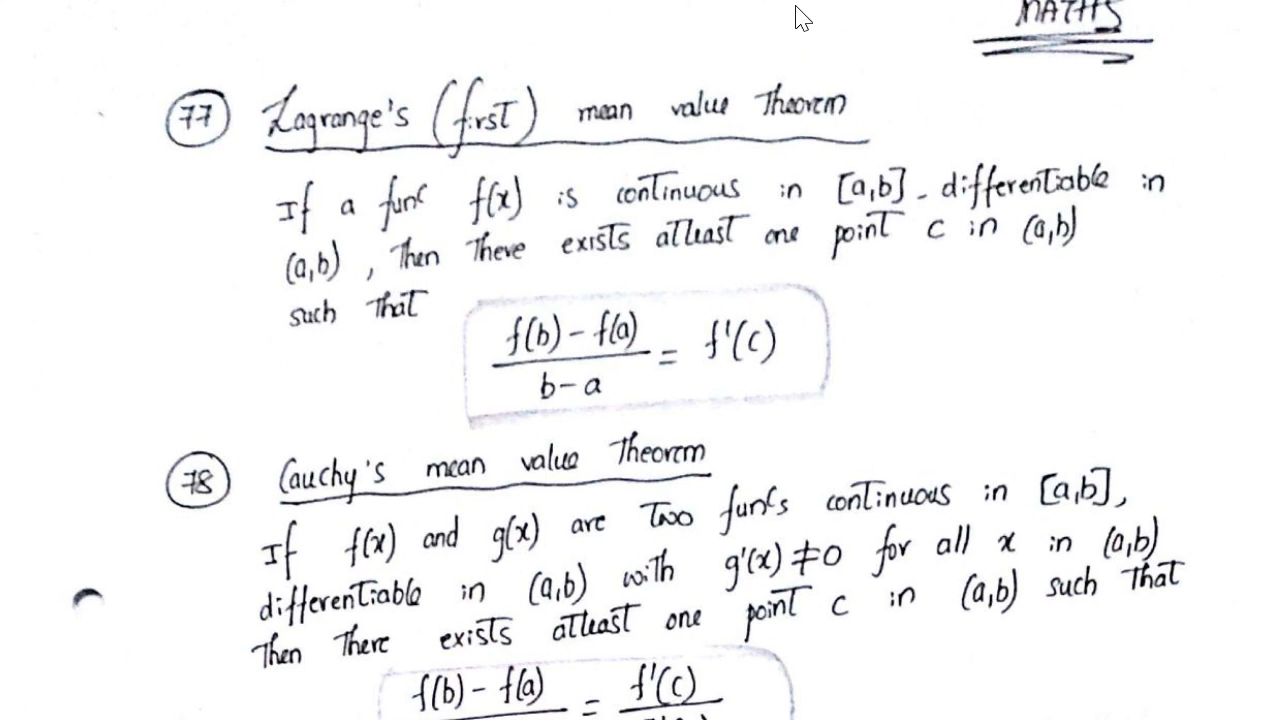 MATHS
77 Lagrange's (first) mean value Theorem
If a func f(x) is continuous in [a,b] - differentiable in
(a,b), Then There exists atleast one point c in (a,b)
such That
f(b) - f(a)
= f'(c)
b - a
78 Cauchy's mean value Theorem
If f(x) and g(x) are Two funcs continuous in [a,b],
differentiable in (a,b) with g'(x) ≠ 0 for all x in (a,b)
Then There exists atleast one point c in (a,b) such That
f(b) - f(a) = f'(c)